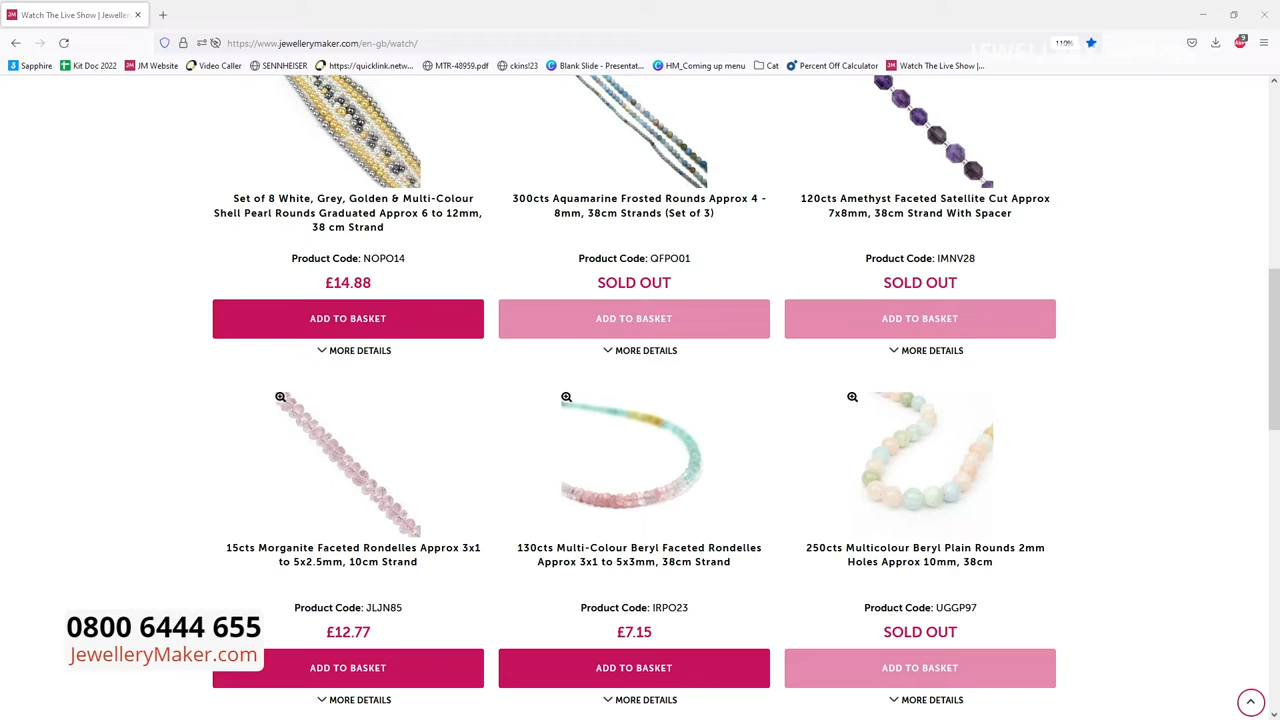 Watch The Live Show | Jeweller
https://www.jewellerymaker.com gb/watch/
110%
Sapphire
Kit Doc 2022
JM Website
Video Caller
SENNHEISER
https://quicklink.netw...
MTR-48959.pdf
ckins!23
Blank Slide - Presentat...
HM_Coming up menu
Cat
Percent Off Calculator
Watch The Live Show |...
Set of 8 White, Grey, Golden & Multi-Colour
Shell Pearl Rounds Graduated Approx 6 to 12mm,
38 cm Strand
Product Code: NOPO14
£14.88
ADD TO BASKET
MORE DETAILS
300cts Aquamarine Frosted Rounds Approx 4 -
8mm, 38cm Strands (Set of 3)
Product Code: QFPO01
SOLD OUT
ADD TO BASKET
MORE DETAILS
120cts Amethyst Faceted Satellite Cut Approx
7x8mm, 38cm Strand With Spacer
Product Code: IMNV28
SOLD OUT
ADD TO BASKET
MORE DETAILS
15cts Morganite Faceted Rondelles Approx 3x1
to 5x2.5mm, 10cm Strand
Product Code: JLJN85
£12.77
ADD TO BASKET
MORE DETAILS
130cts Multi-Colour Beryl Faceted Rondelles
Approx 3x1 to 5x3mm, 38cm Strand
Product Code: IRPO23
£7.15
ADD TO BASKET
MORE DETAILS
250cts Multicolour Beryl Plain Rounds 2mm
Holes Approx 10mm, 38cm
Product Code: UGGP97
SOLD OUT
ADD TO BASKET
MORE DETAILS
0800 6444 655
JewelleryMaker.com